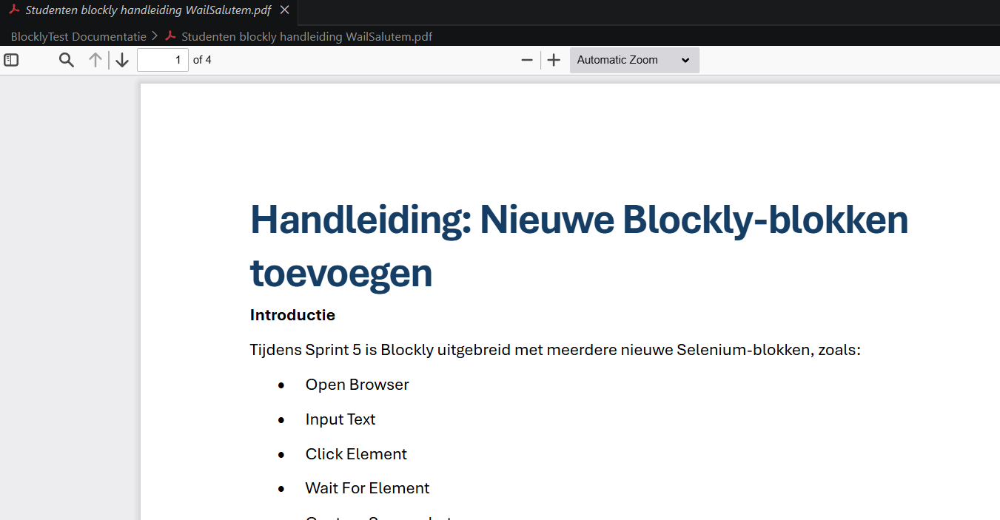 Studenten blockly handleiding WailSalutem.pdf
BlocklyTest Documentatie > Studenten blockly handleiding WailSalutem.pdf
1 of 4 Automatic Zoom
Handleiding: Nieuwe Blockly-blokken
toevoegen
Introductie
Tijdens Sprint 5 is Blockly uitgebreid met meerdere nieuwe Selenium-blokken, zoals:
• Open Browser
• Input Text
• Click Element
• Wait For Element